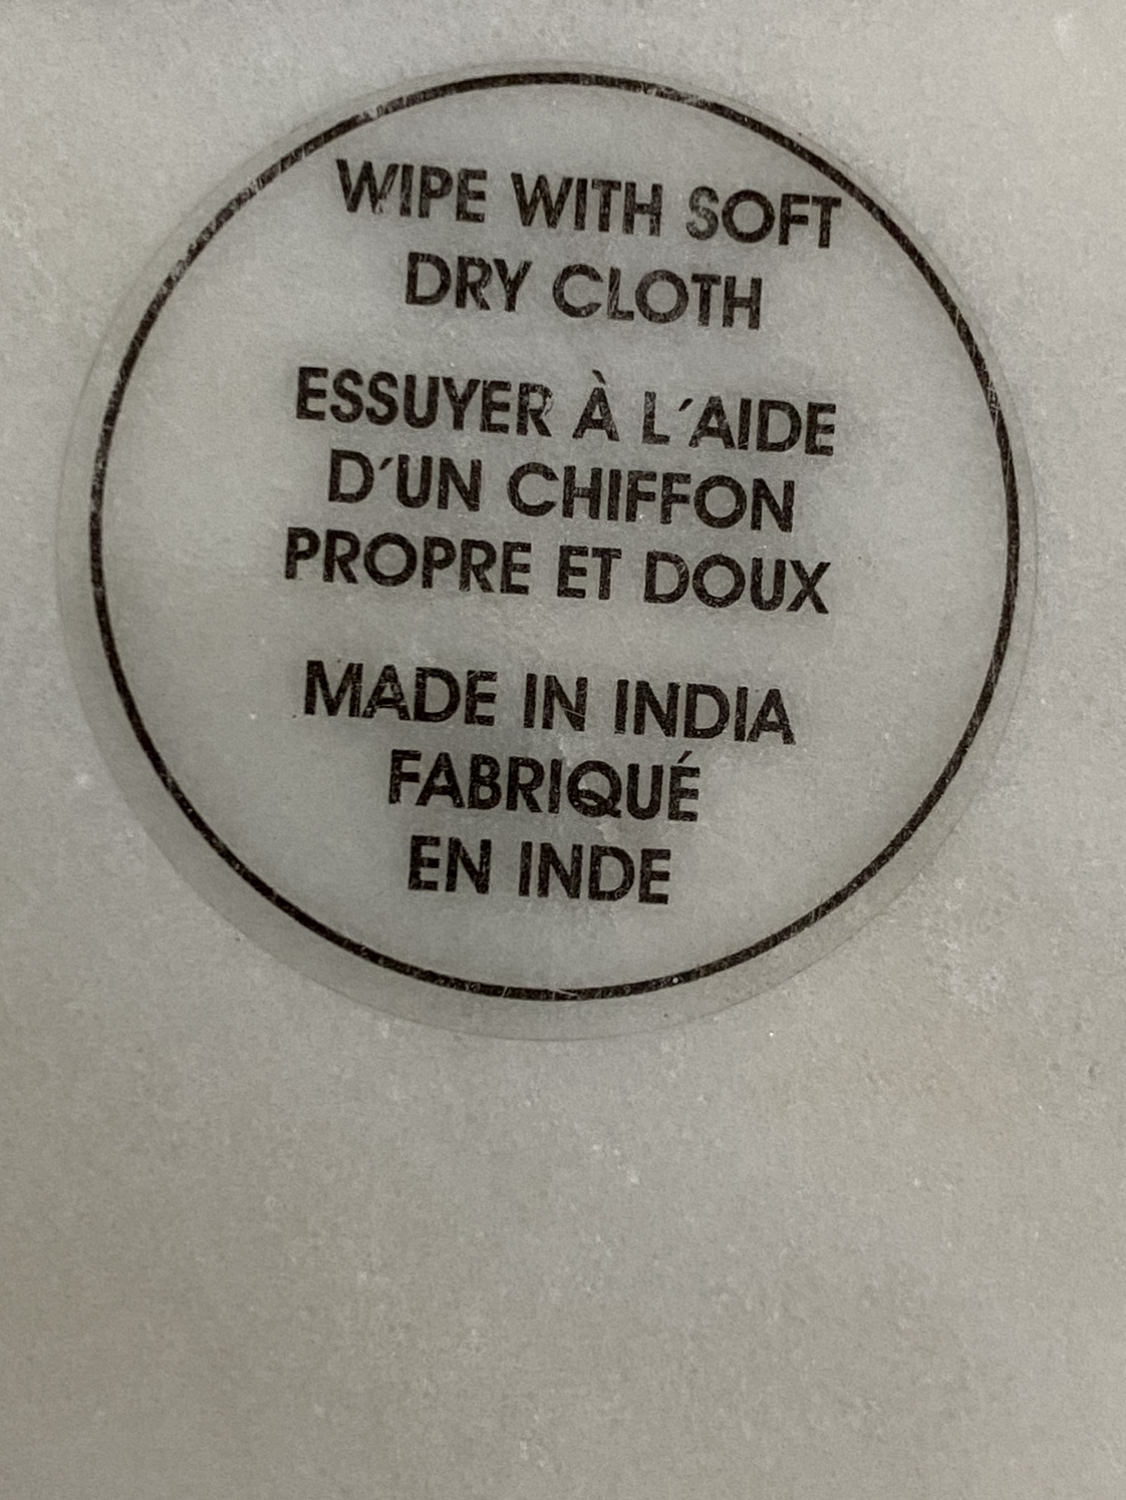 WIPE WITH SOFT
DRY CLOTH
ESSUYER À L´AIDE
D´UN CHIFFON
PROPRE ET DOUX
MADE IN INDIA
FABRIQUÉ
EN INDE